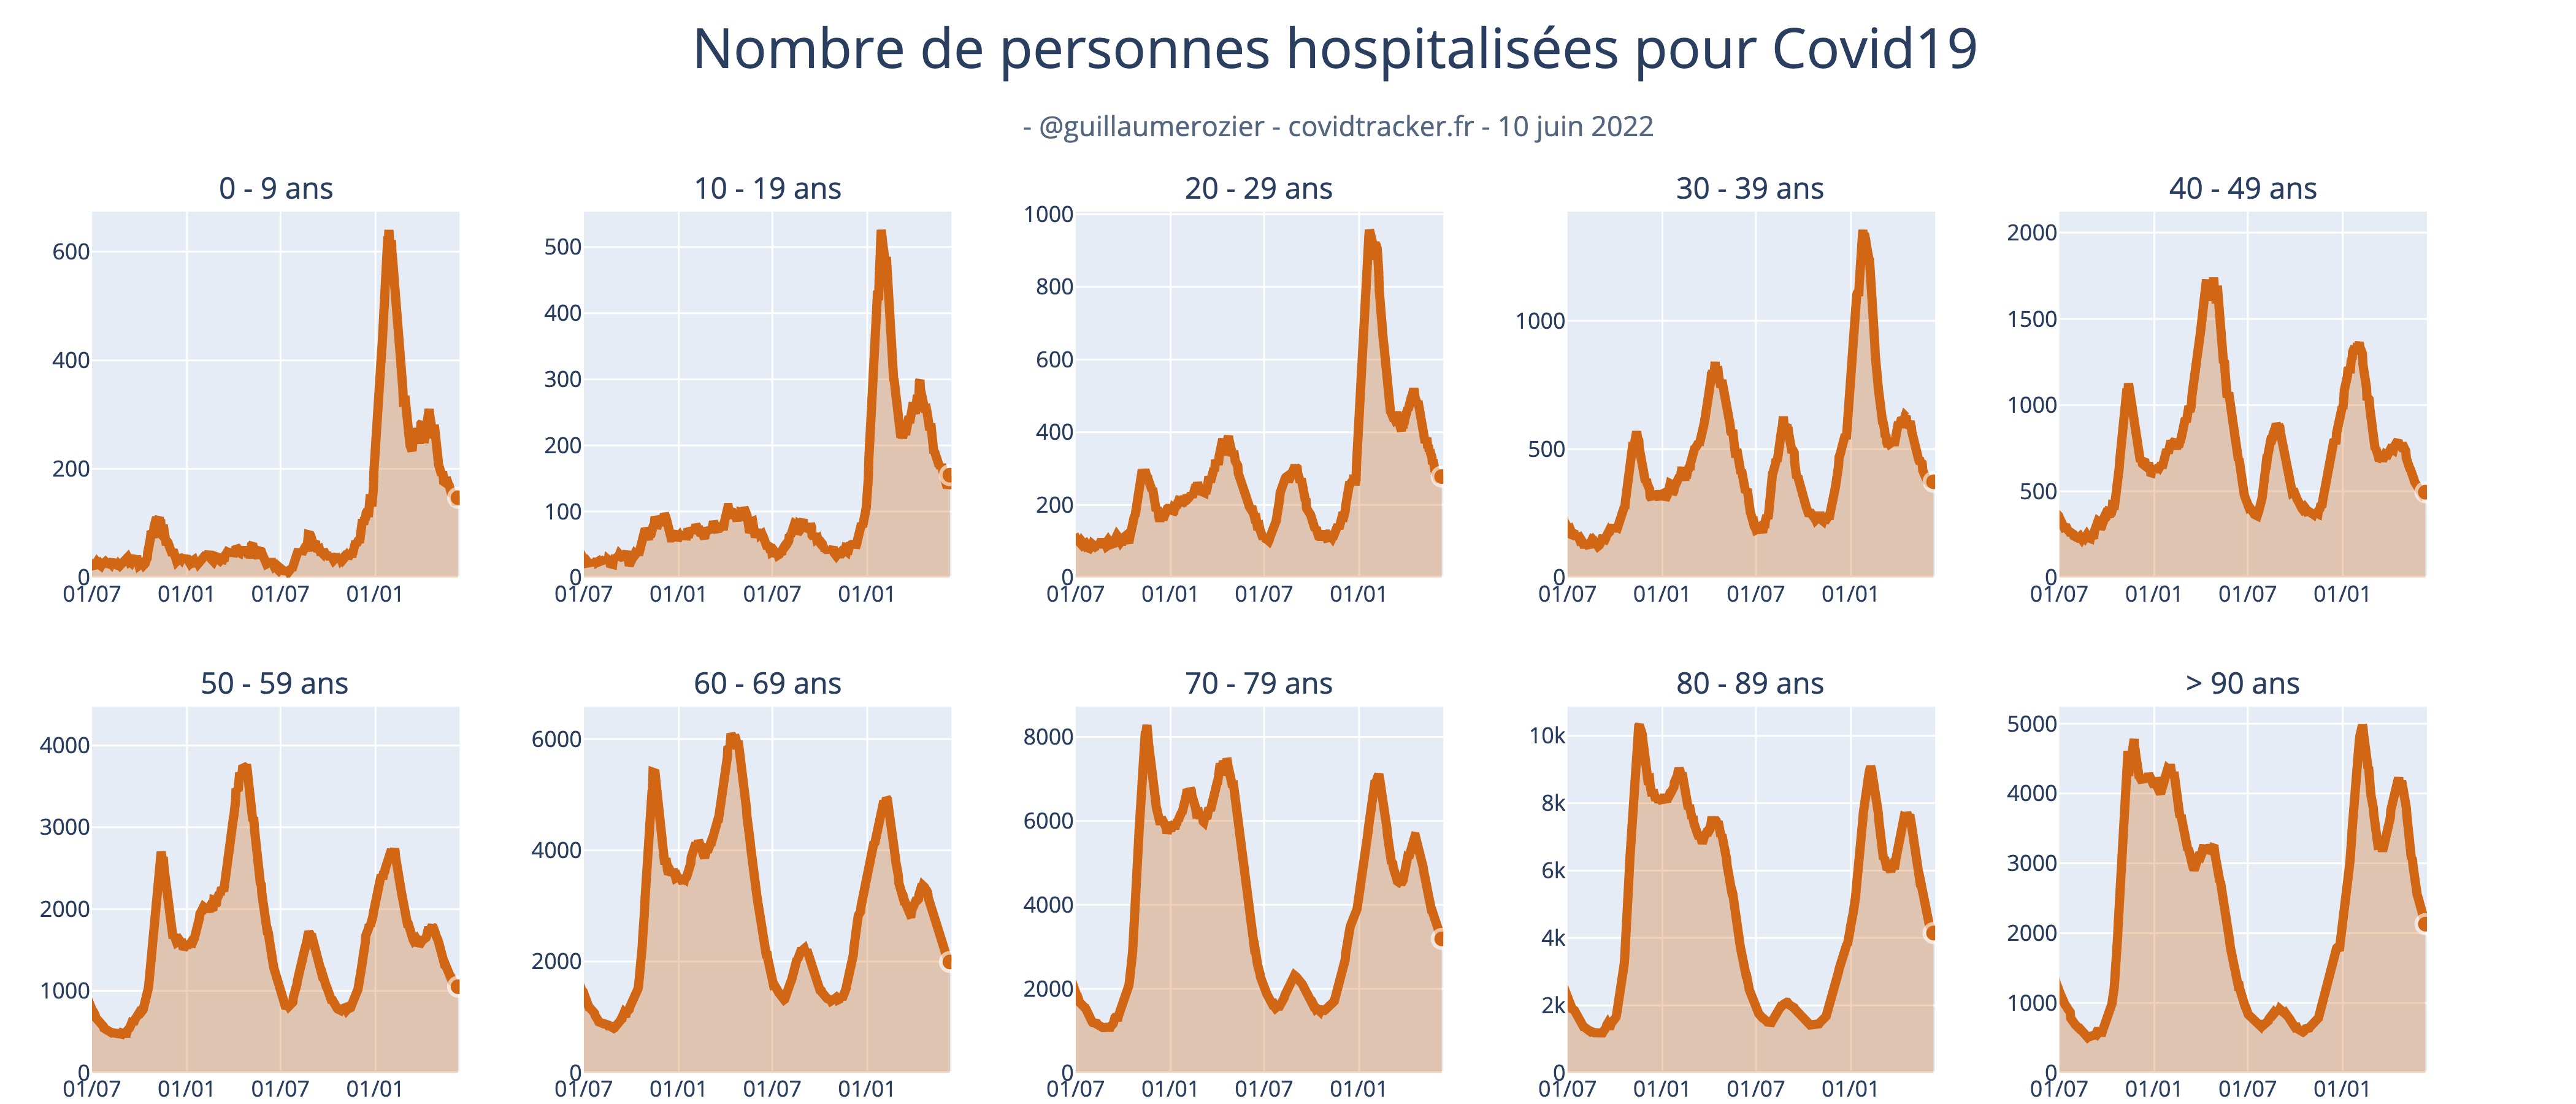 Nombre de personnes hospitalisées pour Covid19
- @guillaumerozier - covidtracker.fr - 10 juin 2022
0 - 9 ans
600
400
200
0
01/07 01/01 01/07 01/01
10 - 19 ans
500
400
300
200
100
0
01/07 01/01 01/07 01/01
20 - 29 ans
1000
800
600
400
200
0
01/07 01/01 01/07 01/01
30 - 39 ans
1000
500
0
01/07 01/01 01/07 01/01
40 - 49 ans
2000
1500
1000
500
0
01/07 01/01 01/07 01/01
50 - 59 ans
4000
3000
2000
1000
0
01/07 01/01 01/07 01/01
60 - 69 ans
6000
4000
2000
0
01/07 01/01 01/07 01/01
70 - 79 ans
8000
6000
4000
2000
0
01/07 01/01 01/07 01/01
80 - 89 ans
10k
8k
6k
4k
2k
0
01/07 01/01 01/07 01/01
> 90 ans
5000
4000
3000
2000
1000
0
01/07 01/01 01/07 01/01